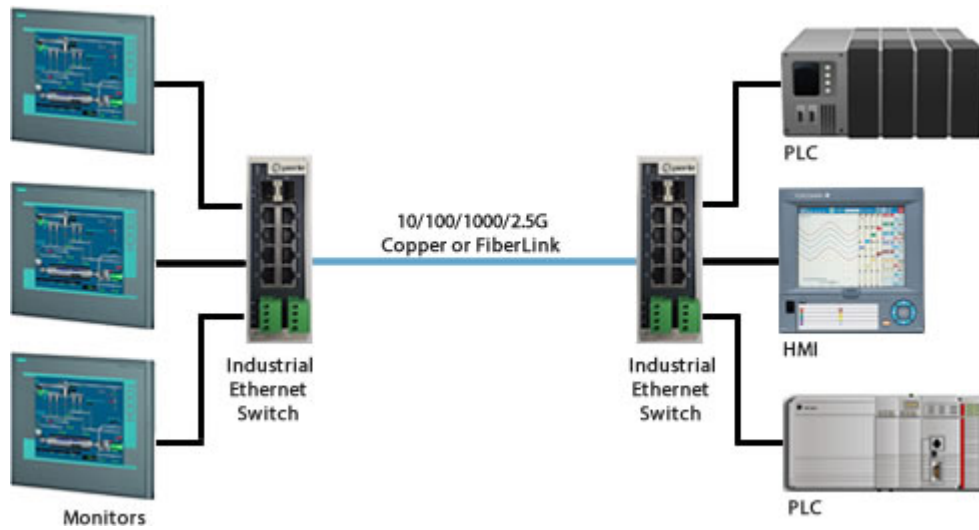 PLC
10/100/1000/2.5G
Copper or FiberLink
HMI
Industrial
Ethernet
Switch
Industrial
Ethernet
Switch
Monitors
PLC